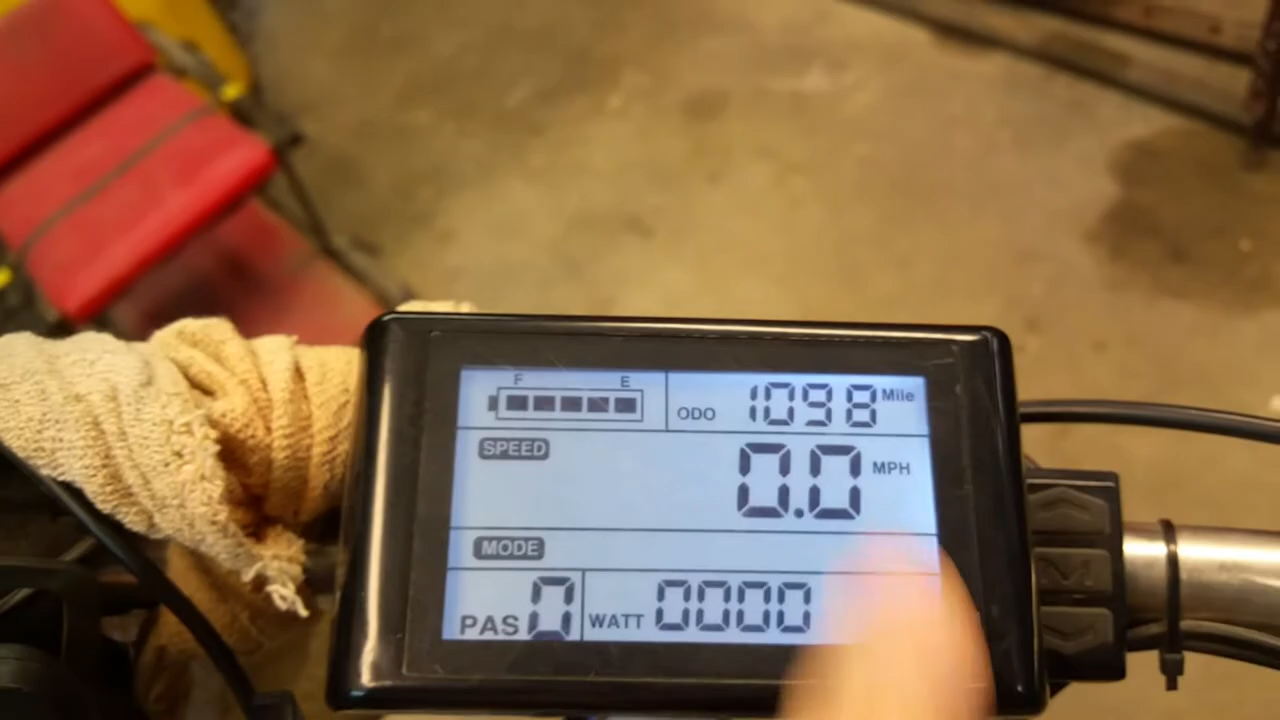 F E
ODO 1098 Mile
SPEED
0.0 MPH
MODE
PAS 0 WATT 0000
M